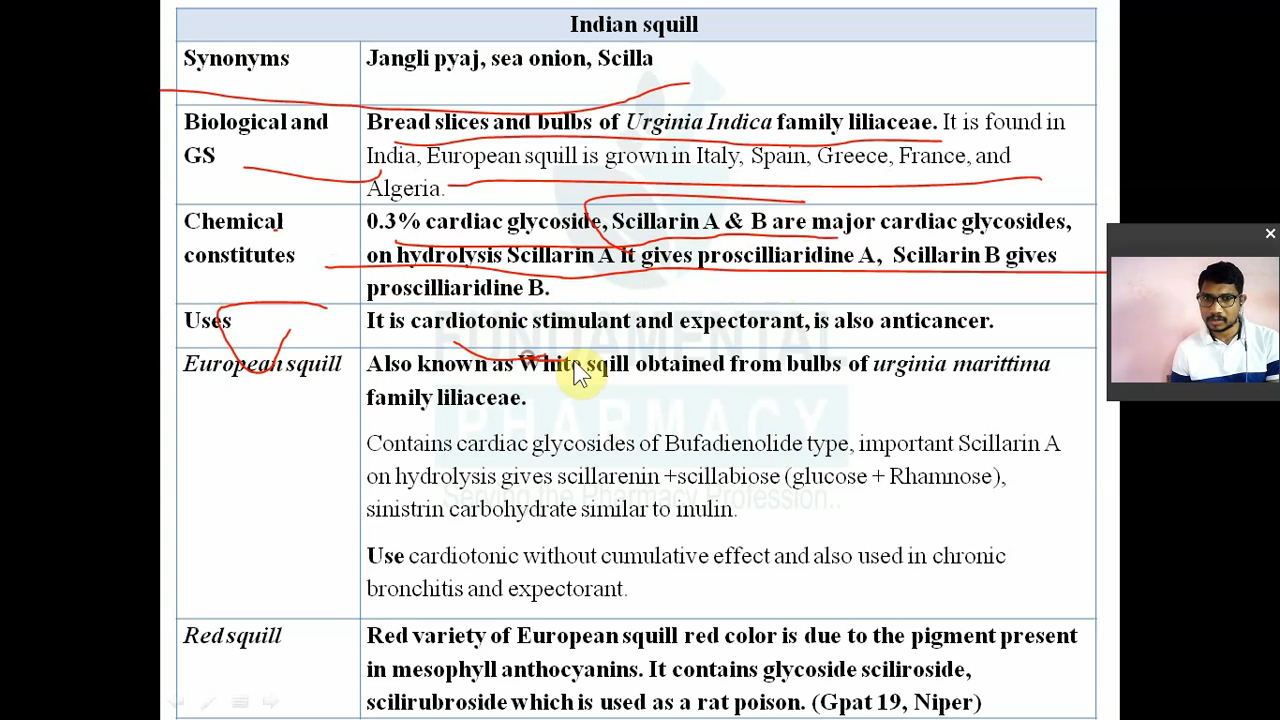 Indian squill
Synonyms
Jangli pyaj, sea onion, Scilla
Biological and
GS
Bread slices and bulbs of Urginia Indica family liliaceae. It is found in
India, European squill is grown in Italy, Spain, Greece, France, and
Algeria.
Chemical
constitutes
0.3% cardiac glycoside, Scillarin A & B are major cardiac glycosides,
on hydrolysis Scillarin A it gives proscilliaridine A, Scillarin B gives
proscilliaridine B.
Uses
It is cardiotonic stimulant and expectorant, is also anticancer.
European squill
Also known as White sqill obtained from bulbs of urginia marittima
family liliaceae.
Contains cardiac glycosides of Bufadienolide type, important Scillarin A
on hydrolysis gives scillarenin +scillabiose (glucose + Rhamnose),
sinistrin carbohydrate similar to inulin.
Use cardiotonic without cumulative effect and also used in chronic
bronchitis and expectorant.
Red squill
Red variety of European squill red color is due to the pigment present
in mesophyll anthocyanins. It contains glycoside sciliroside,
scilirubroside which is used as a rat poison. (Gpat 19, Niper)
FUNDAMENTAL
PHARMACY
Serving the Pharmacy Profession..